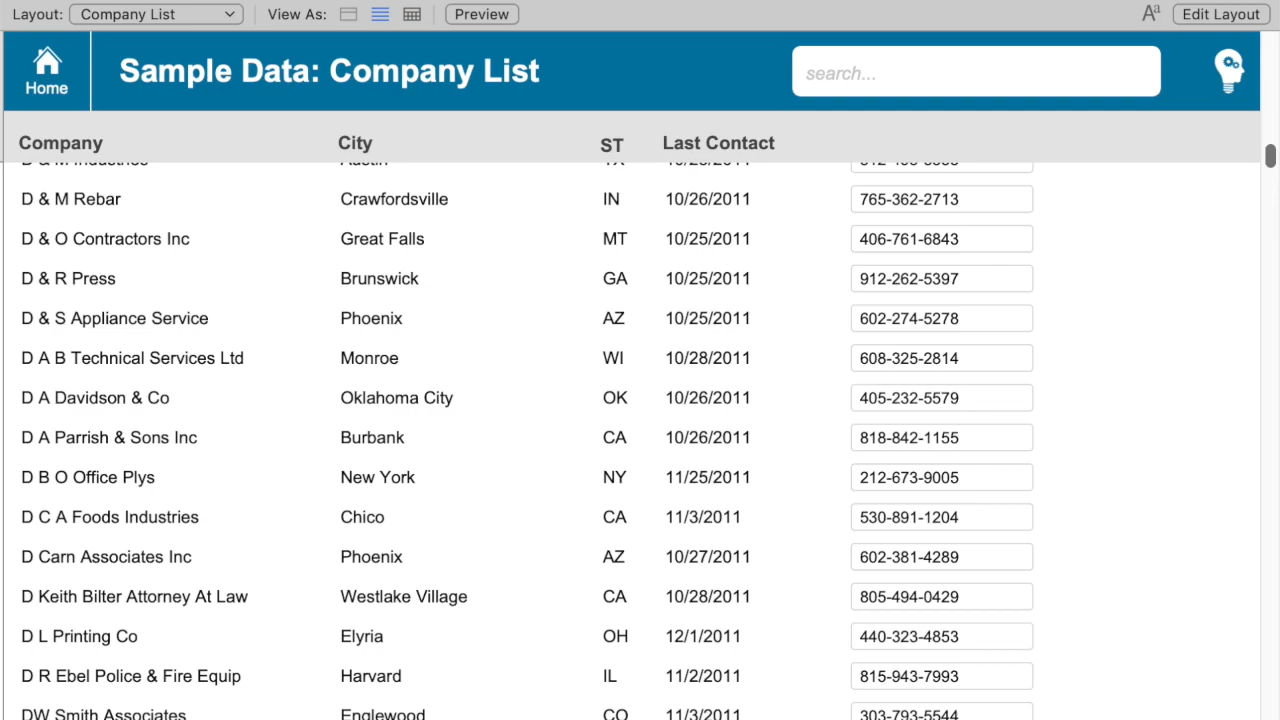 Layout: Company List View As: Preview Aa Edit Layout
Home Sample Data: Company List search...
Company City ST Last Contact
D & M Industries Austin TX
D & M Rebar Crawfordsville IN 10/26/2011 765-362-2713
D & O Contractors Inc Great Falls MT 10/25/2011 406-761-6843
D & R Press Brunswick GA 10/25/2011 912-262-5397
D & S Appliance Service Phoenix AZ 10/25/2011 602-274-5278
D A B Technical Services Ltd Monroe WI 10/28/2011 608-325-2814
D A Davidson & Co Oklahoma City OK 10/26/2011 405-232-5579
D A Parrish & Sons Inc Burbank CA 10/26/2011 818-842-1155
D B O Office Plys New York NY 11/25/2011 212-673-9005
D C A Foods Industries Chico CA 11/3/2011 530-891-1204
D Carn Associates Inc Phoenix AZ 10/27/2011 602-381-4289
D Keith Bilter Attorney At Law Westlake Village CA 10/28/2011 805-494-0429
D L Printing Co Elyria OH 12/1/2011 440-323-4853
D R Ebel Police & Fire Equip Harvard IL 11/2/2011 815-943-7993
DW Smith Associates Englewood CO 11/3/2011 303-793-5544